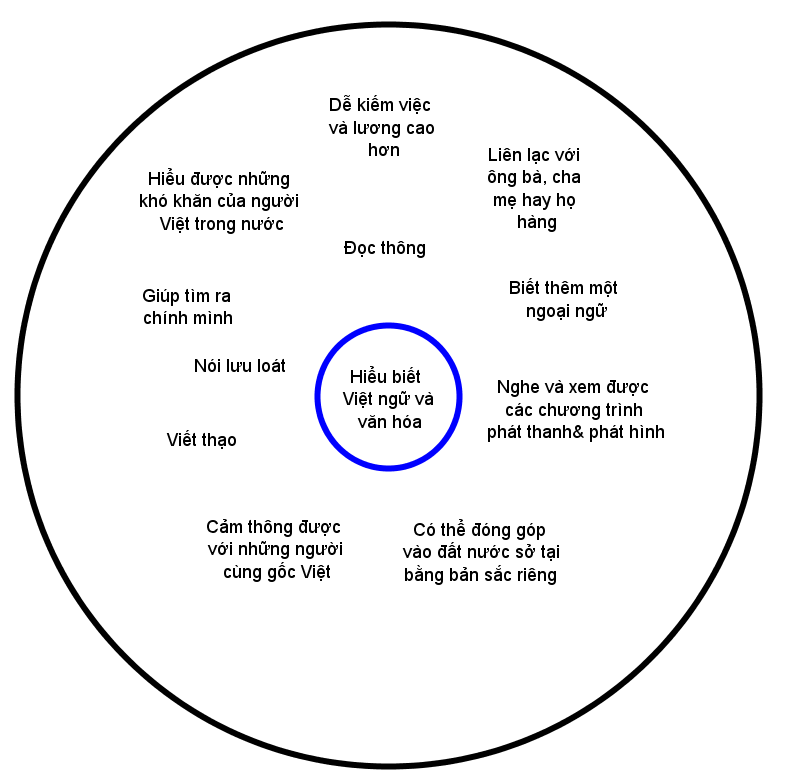 Dễ kiếm việc
và lương cao
hơn
Liên lạc với
ông bà, cha
mẹ hay họ
hàng
Hiểu được những
khó khăn của người
Việt trong nước
Đọc thông
Biết thêm một
ngoại ngữ
Giúp tìm ra
chính mình
Nói lưu loát
Hiểu biết
Việt ngữ và
văn hóa
Nghe và xem được
các chương trình
phát thanh& phát hình
Viết thạo
Cảm thông được
với những người
cùng gốc Việt
Có thể đóng góp
vào đất nước sở tại
bằng bản sắc riêng